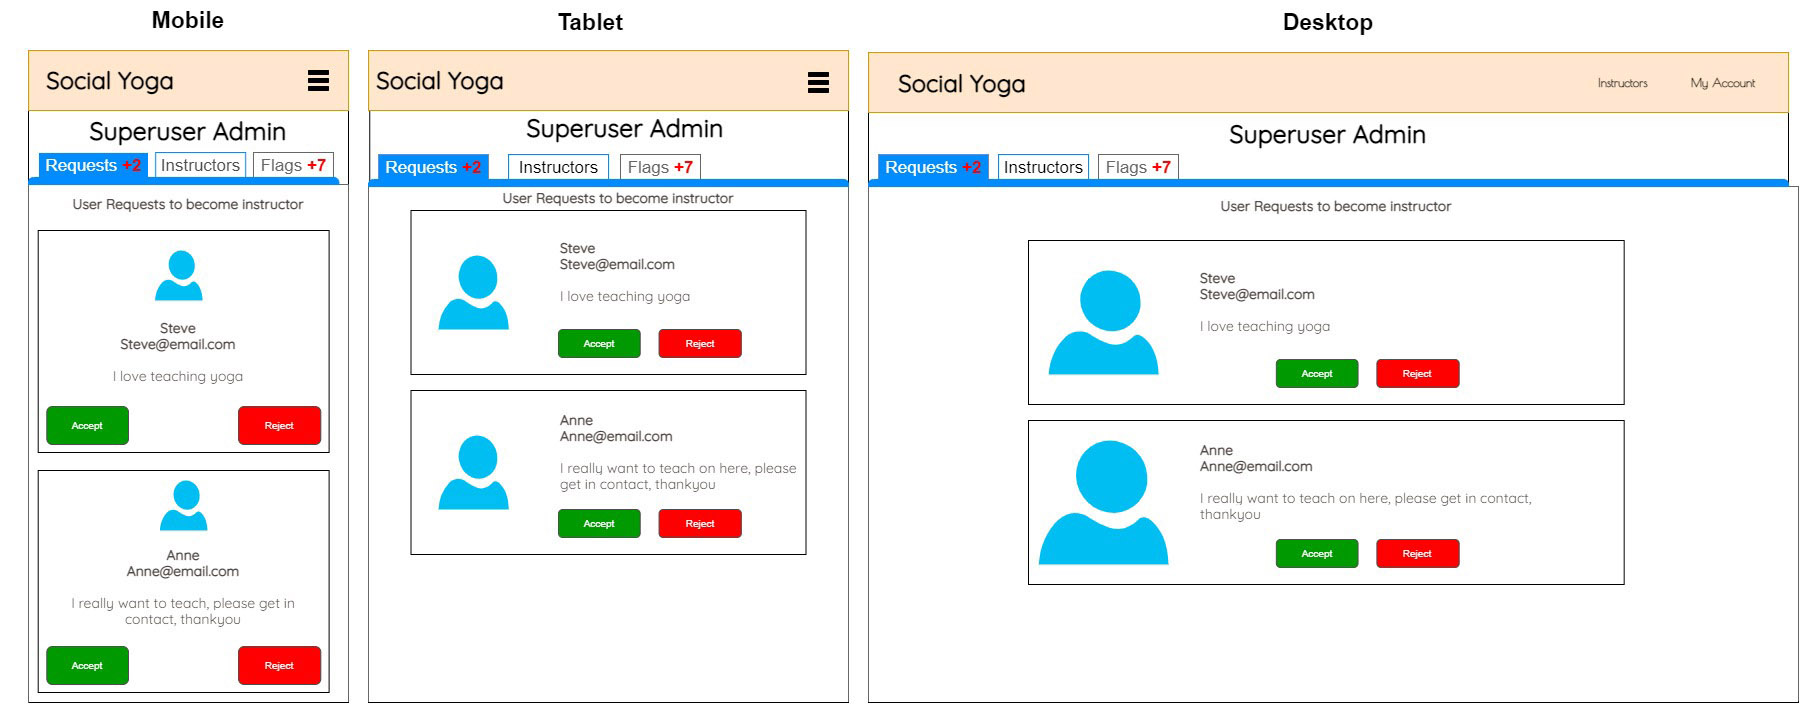 Mobile
Social Yoga
Superuser Admin
Requests +2
Instructors
Flags +7
User Requests to become instructor
Steve
Steve@email.com
I love teaching yoga
Accept
Reject
Anne
Anne@email.com
I really want to teach, please get in
contact, thankyou
Accept
Reject
Tablet
Social Yoga
Superuser Admin
Requests +2
Instructors
Flags +7
User Requests to become instructor
Steve
Steve@email.com
I love teaching yoga
Accept
Reject
Anne
Anne@email.com
I really want to teach on here, please
get in contact, thankyou
Accept
Reject
Desktop
Social Yoga
Instructors
My Account
Superuser Admin
Requests +2
Instructors
Flags +7
User Requests to become instructor
Steve
Steve@email.com
I love teaching yoga
Accept
Reject
Anne
Anne@email.com
I really want to teach on here, please get in contact,
thankyou
Accept
Reject